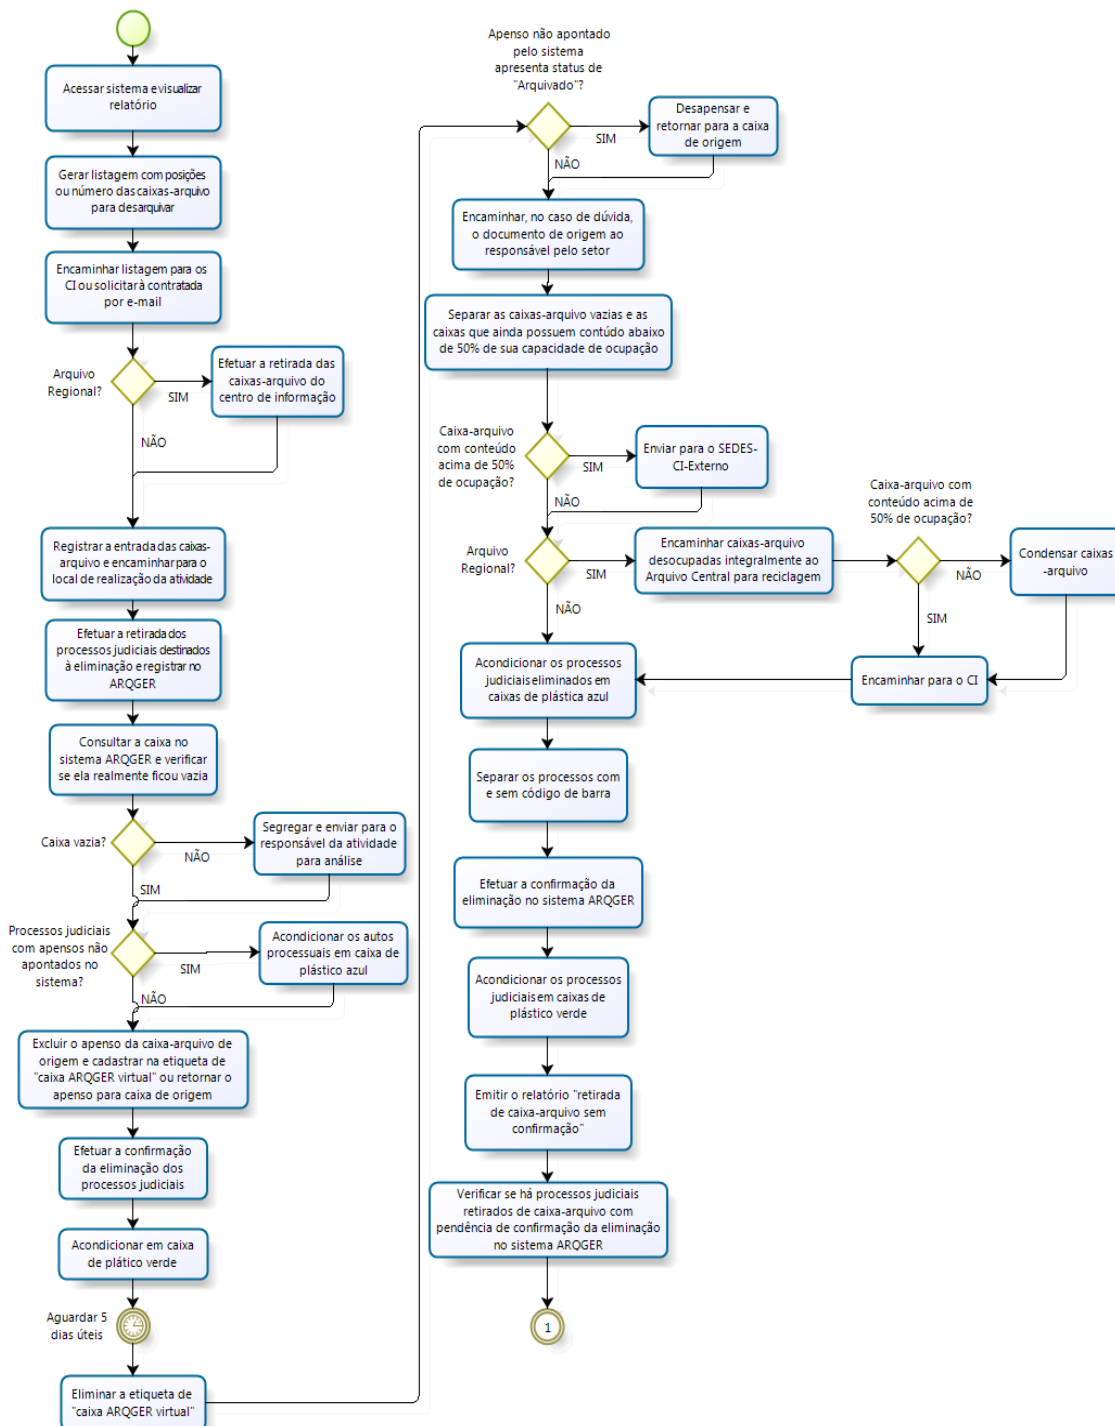 Acessar sistema e visualizar
relatório
Gerar listagem com posições
ou número das caixas-arquivo
para desarquivar
Encaminhar listagem para os
CI ou solicitar à contratada
por e-mail
Arquivo
Regional?
SIM
Efetuar a retirada das
caixas-arquivo do
centro de informação
NÃO
Registrar a entrada das caixas-
arquivo e encaminhar para o
local de realização da atividade
Efetuar a retirada dos
processos judiciais destinados
à eliminação e registrar no
ARQGER
Consultar a caixa no
sistema ARQGER e verificar
se ela realmente ficou vazia
Caixa vazia?
NÃO
Segregar e enviar para o
responsável da atividade
para análise
SIM
Processos judiciais
com apensos não
apontados no
sistema?
SIM
Acondicionar os autos
processuais em caixa de
plástico azul
NÃO
Excluir o apenso da caixa-arquivo de
origem e cadastrar na etiqueta de
"caixa ARQGER virtual" ou retornar o
apenso para caixa de origem
Efetuar a confirmação
da eliminação dos
processos judiciais
Acondicionar em caixa
de plático verde
Aguardar 5
dias úteis
Eliminar a etiqueta de
"caixa ARQGER virtual"
Apenso não apontado
pelo sistema
apresenta status de
"Arquivado"?
SIM
Desapensar e
retornar para a caixa
de origem
NÃO
Encaminhar, no caso de dúvida,
o documento de origem ao
responsável pelo setor
Separar as caixas-arquivo vazias e as
caixas que ainda possuem contúdo abaixo
de 50% de sua capacidade de ocupação
Caixa-arquivo
com conteúdo
acima de 50%
de ocupação?
SIM
Enviar para o SEDES-
CI-Externo
NÃO
Arquivo
Regional?
SIM
Encaminhar caixas-arquivo
desocupadas integralmente ao
Arquivo Central para reciclagem
Caixa-arquivo com
conteúdo acima de
50% de ocupação?
NÃO
Condensar caixas
-arquivo
SIM
Encaminhar para o CI
NÃO
Acondicionar os processos
judiciais eliminados em
caixas de plástica azul
Separar os processos com
e sem código de barra
Efetuar a confirmação da
eliminação no sistema ARQGER
Acondicionar os processos
judiciais em caixas de
plástico verde
Emitir o relatório "retirada
de caixa-arquivo sem
confirmação"
Verificar se há processos judiciais
retirados de caixa-arquivo com
pendência de confirmação da eliminação
no sistema ARQGER
1